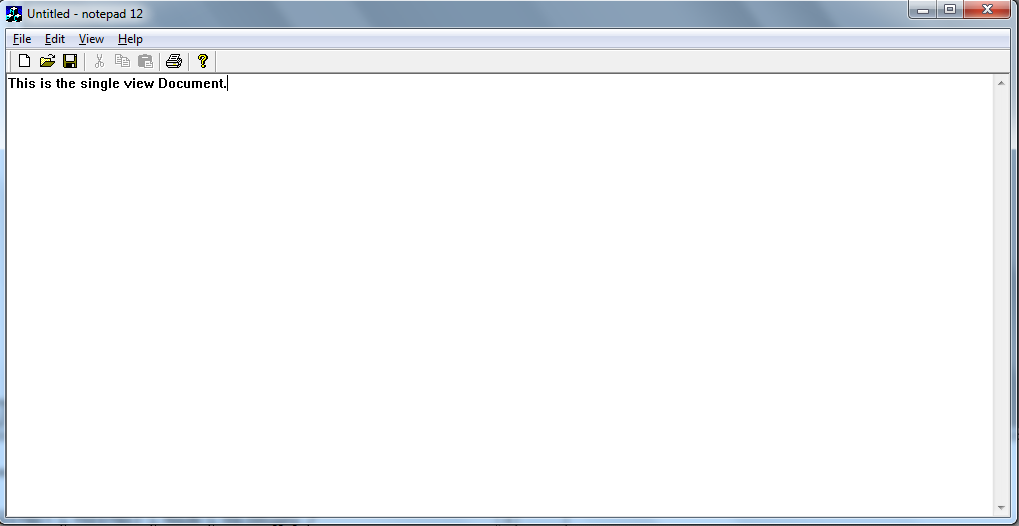 Untitled - notepad 12
File Edit View Help
This is the single view Document.